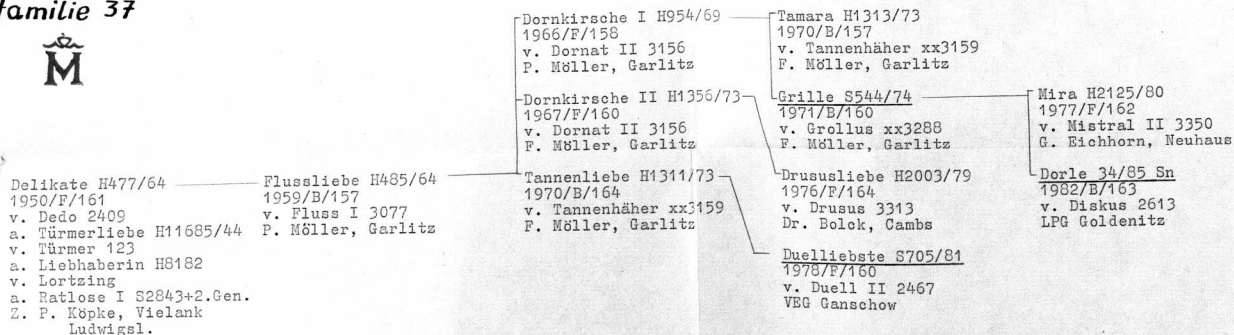 Familie 37
M
Delikate H477/64
1950/F/161
v. Dedo 2409
a. Türmerliebe H11685/44
v. Türmer 123
a. Liebhaberin H8182
v. Lortzing
a. Ratlose I S2843+2.Gen.
Z. P. Köpke, Vielank
Ludwigsl.
Flussliebe H485/64
1959/B/157
v. Fluss I 3077
P. Möller, Garlitz
Dornkirsche I H954/69
1966/F/158
v. Dornat II 3156
P. Möller, Garlitz
Dornkirsche II H1356/73
1967/F/160
v. Dornat II 3156
F. Möller, Garlitz
Tannenliebe H1311/73
1970/B/164
v. Tannenhäher xx3159
F. Möller, Garlitz
Tamara H1313/73
1970/B/157
v. Tannenhäher xx3159
F. Möller, Garlitz
Grille S544/74
1971/B/160
v. Grollus xx3288
F. Möller, Garlitz
Drususliebe H2003/79
1976/F/164
v. Drusus 3313
Dr. Bolck, Cambs
Duelliebste S705/81
1978/F/160
v. Duell II 2467
VEG Ganschow
Mira H2125/80
1977/F/162
v. Mistral II 3350
G. Eichhorn, Neuhaus
Dorle 34/85 Sn
1982/B/163
v. Diskus 2613
LPG Goldenitz